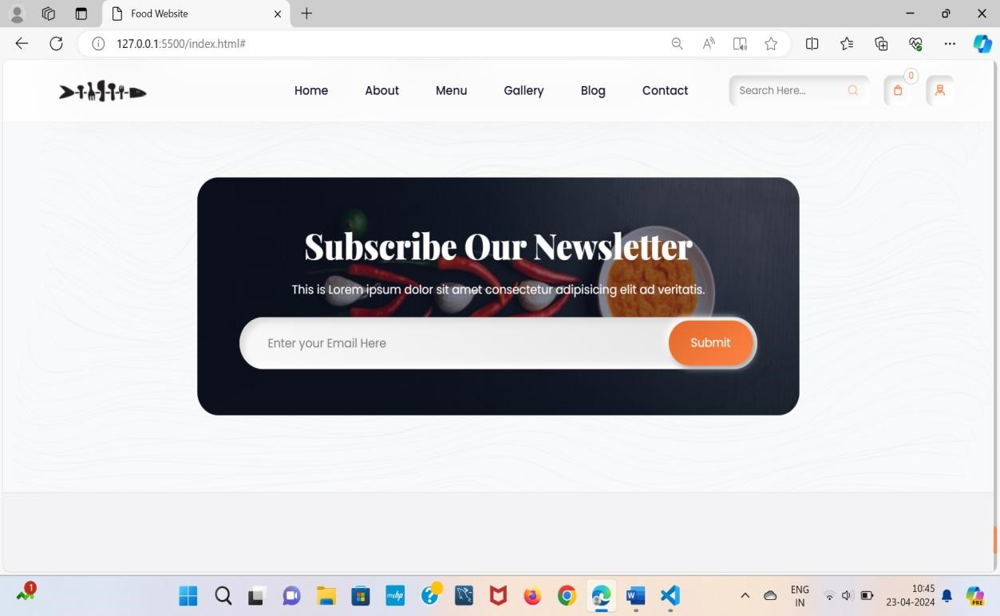 Food Website
127.0.0.1:5500/index.html#
Home About Menu Gallery Blog Contact Search Here... 0
Subscribe Our Newsletter
This is Lorem ipsum dolor sit amet consectetur adipisicing elit ad veritatis.
Enter your Email Here Submit
1
myhp
W
ENG
IN
10:45
23-04-2024
PRE